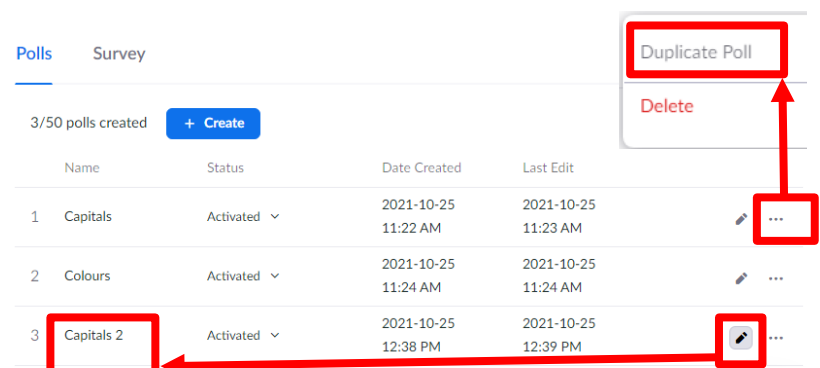 Polls Survey
Duplicate Poll
Delete
3/50 polls created + Create
Name Status Date Created Last Edit
1 Capitals Activated 2021-10-25 11:22 AM 2021-10-25 11:23 AM ...
2 Colours Activated 2021-10-25 11:24 AM 2021-10-25 11:24 AM ...
3 Capitals 2 Activated 2021-10-25 12:38 PM 2021-10-25 12:39 PM ...